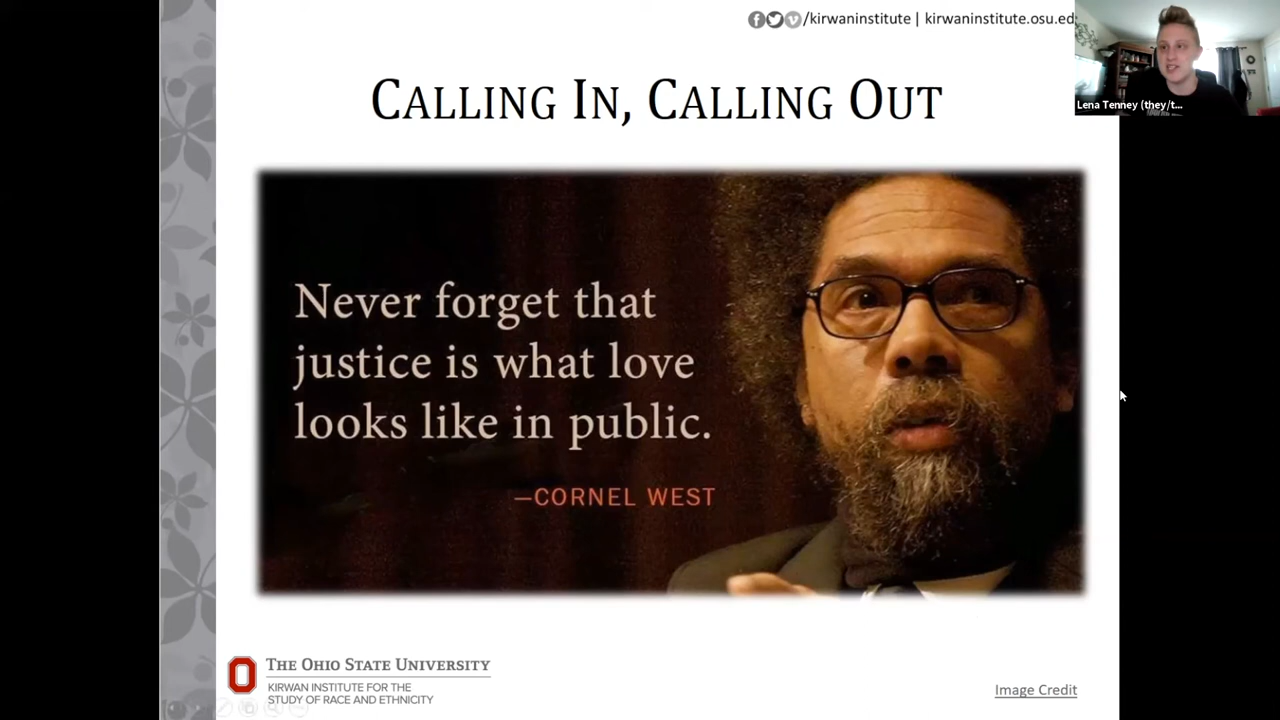 /kirwaninstitute | kirwaninstitute.osu.ed
Lena Tenney (they/t...
CALLING IN, CALLING OUT
Never forget that
justice is what love
looks like in public.
—CORNEL WEST
THE OHIO STATE UNIVERSITY
KIRWAN INSTITUTE FOR THE
STUDY OF RACE AND ETHNICITY
Image Credit